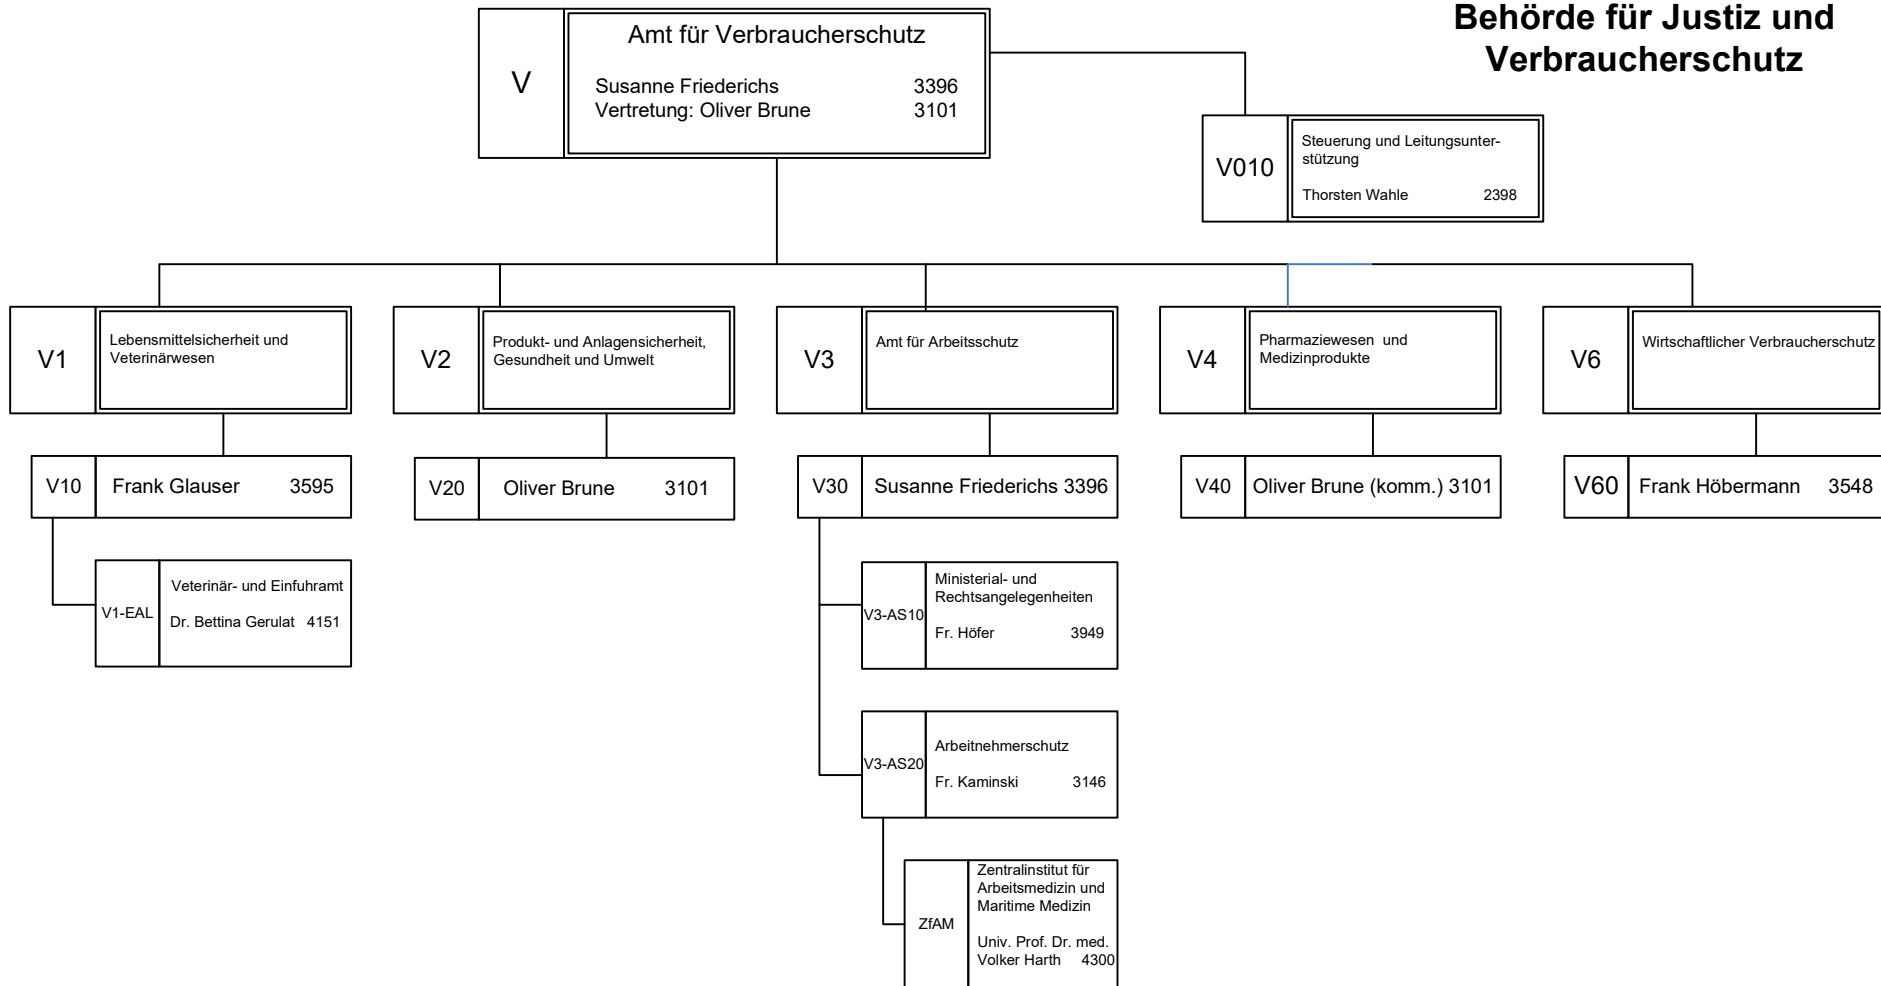 Behörde für Justiz und
Verbraucherschutz
V
Amt für Verbraucherschutz
Susanne Friederichs 3396
Vertretung: Oliver Brune 3101
V010
Steuerung und Leitungsunter-
stützung
Thorsten Wahle 2398
V1
Lebensmittelsicherheit und
Veterinärwesen
V2
Produkt- und Anlagensicherheit,
Gesundheit und Umwelt
V3
Amt für Arbeitsschutz
V4
Pharmaziewesen und
Medizinprodukte
V6
Wirtschaftlicher Verbraucherschutz
V10
Frank Glauser 3595
V20
Oliver Brune 3101
V30
Susanne Friederichs 3396
V40
Oliver Brune (komm.) 3101
V60
Frank Höbermann 3548
V1-EAL
Veterinär- und Einfuhramt
Dr. Bettina Gerulat 4151
V3-AS10
Ministerial- und
Rechtsangelegenheiten
Fr. Höfer 3949
V3-AS20
Arbeitnehmerschutz
Fr. Kaminski 3146
ZfAM
Zentralinstitut für
Arbeitsmedizin und
Maritime Medizin
Univ. Prof. Dr. med.
Volker Harth 4300